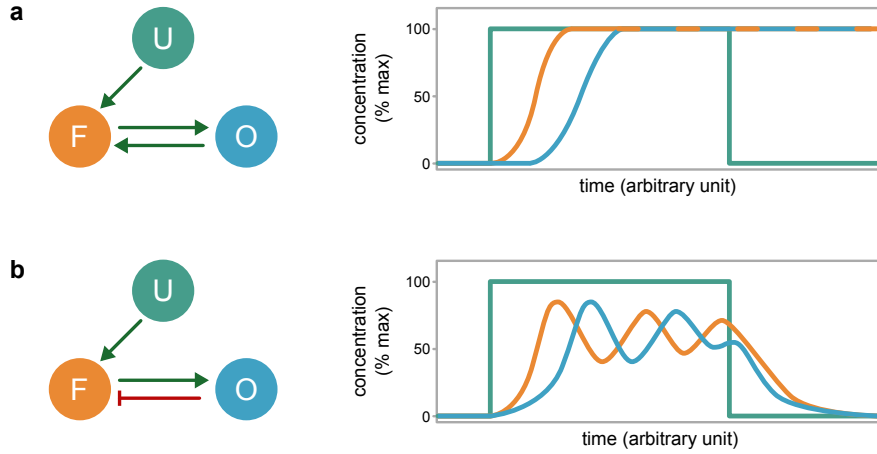 a
U
F
O
concentration
(% max)
100
50
0
time (arbitrary unit)
b
U
F
O
concentration
(% max)
100
50
0
time (arbitrary unit)